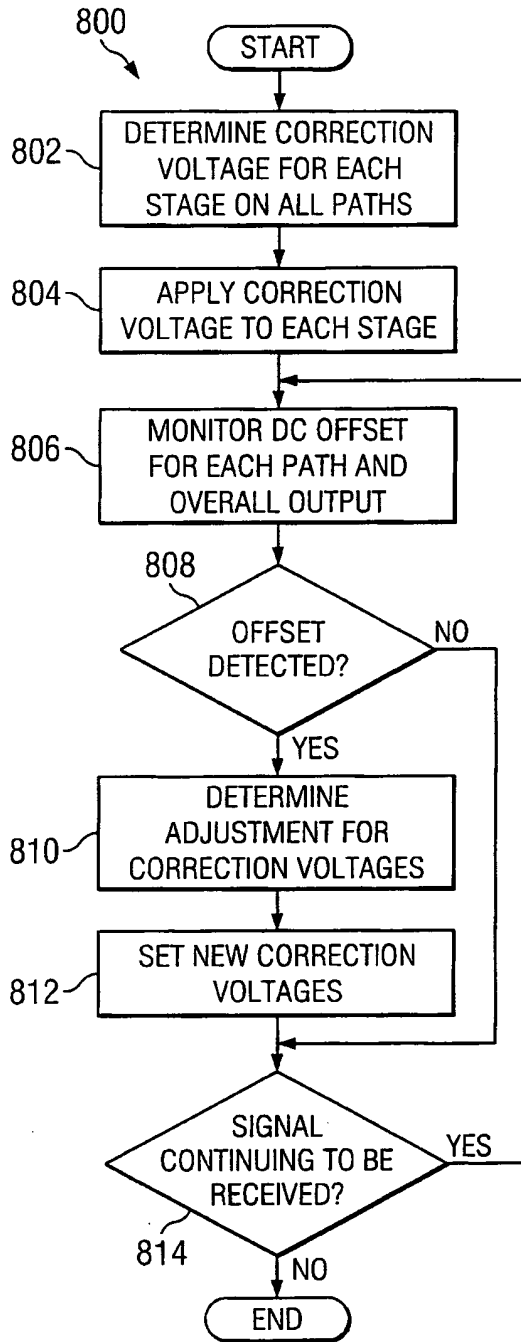 800
START
802
DETERMINE CORRECTION
VOLTAGE FOR EACH
STAGE ON ALL PATHS
804
APPLY CORRECTION
VOLTAGE TO EACH STAGE
806
MONITOR DC OFFSET
FOR EACH PATH AND
OVERALL OUTPUT
808
OFFSET
DETECTED?
NO
YES
810
DETERMINE
ADJUSTMENT FOR
CORRECTION VOLTAGES
812
SET NEW CORRECTION
VOLTAGES
SIGNAL
CONTINUING TO BE
RECEIVED?
YES
814
NO
END